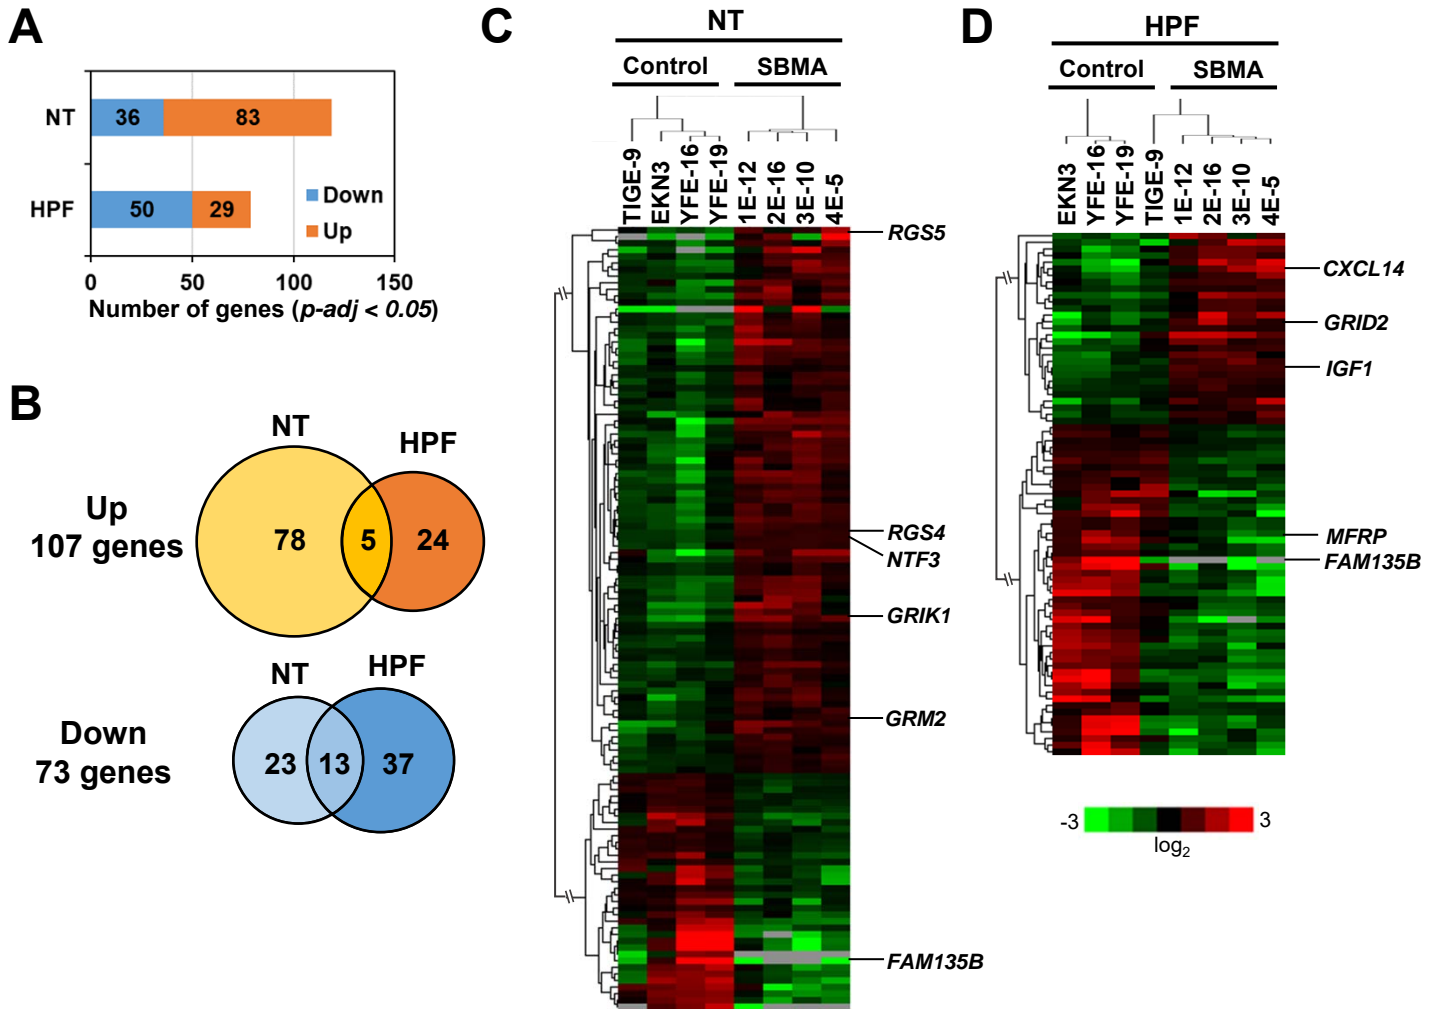 A
NT
36
83
HPF
50
29
Down
Up
0
50
100
150
Number of genes (p-adj < 0.05)
B
NT
HPF
Up
107 genes
78
5
24
NT
HPF
Down
73 genes
23
13
37
C
NT
Control
SBMA
TIGE-9
EKN3
YFE-16
YFE-19
1E-12
2E-16
3E-10
4E-5
RGS5
RGS4
NTF3
GRIK1
GRM2
FAM135B
D
HPF
Control
SBMA
EKN3
YFE-16
YFE-19
TIGE-9
1E-12
2E-16
3E-10
4E-5
CXCL14
GRID2
IGF1
MFRP
FAM135B
-3
3
log2